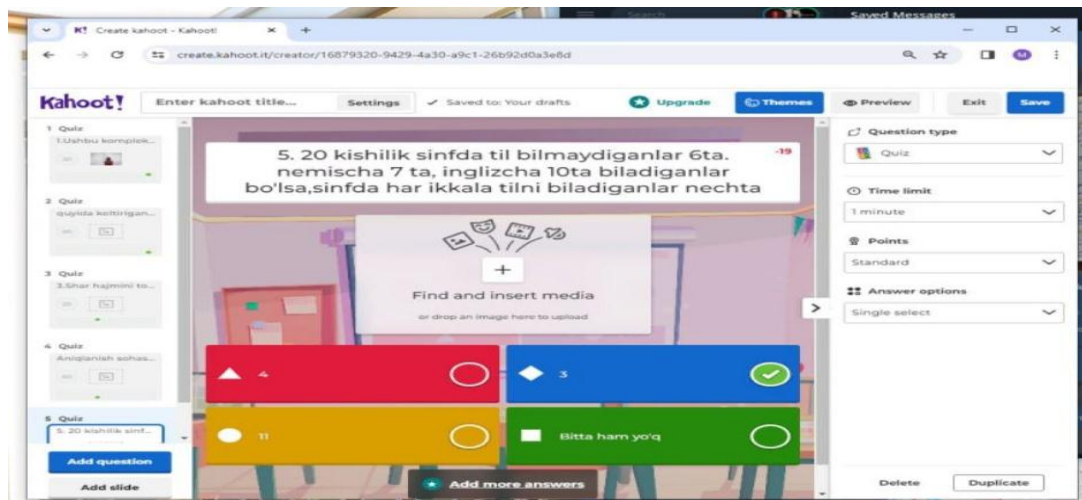 Search
Saved Messages
K! Create kahoot - Kahoot!
create.kahoot.it/creator/16879320-9429-4a30-a9c1-26b92d0a3e8d
M
Kahoot!
Enter kahoot title...
Settings
Saved to: Your drafts
Upgrade
Themes
Preview
Exit
Save
1 Quiz
1.Ushbu komplek...
2 Quiz
quyida keltirigan...
3 Quiz
3.Shar hajmini to...
4 Quiz
Aniqlanish sohas...
5 Quiz
5. 20 kishilik sinf...
Add question
Add slide
5. 20 kishilik sinfda til bilmaydiganlar 6ta.
nemischa 7 ta, inglizcha 10ta biladiganlar
bo'lsa,sinfda har ikkala tilni biladiganlar nechta
-19
Find and insert media
or drop an image here to upload
4
3
11
Bitta ham yo'q
Add more answers
Question type
Quiz
Time limit
1 minute
Points
Standard
Answer options
Single select
Delete
Duplicate